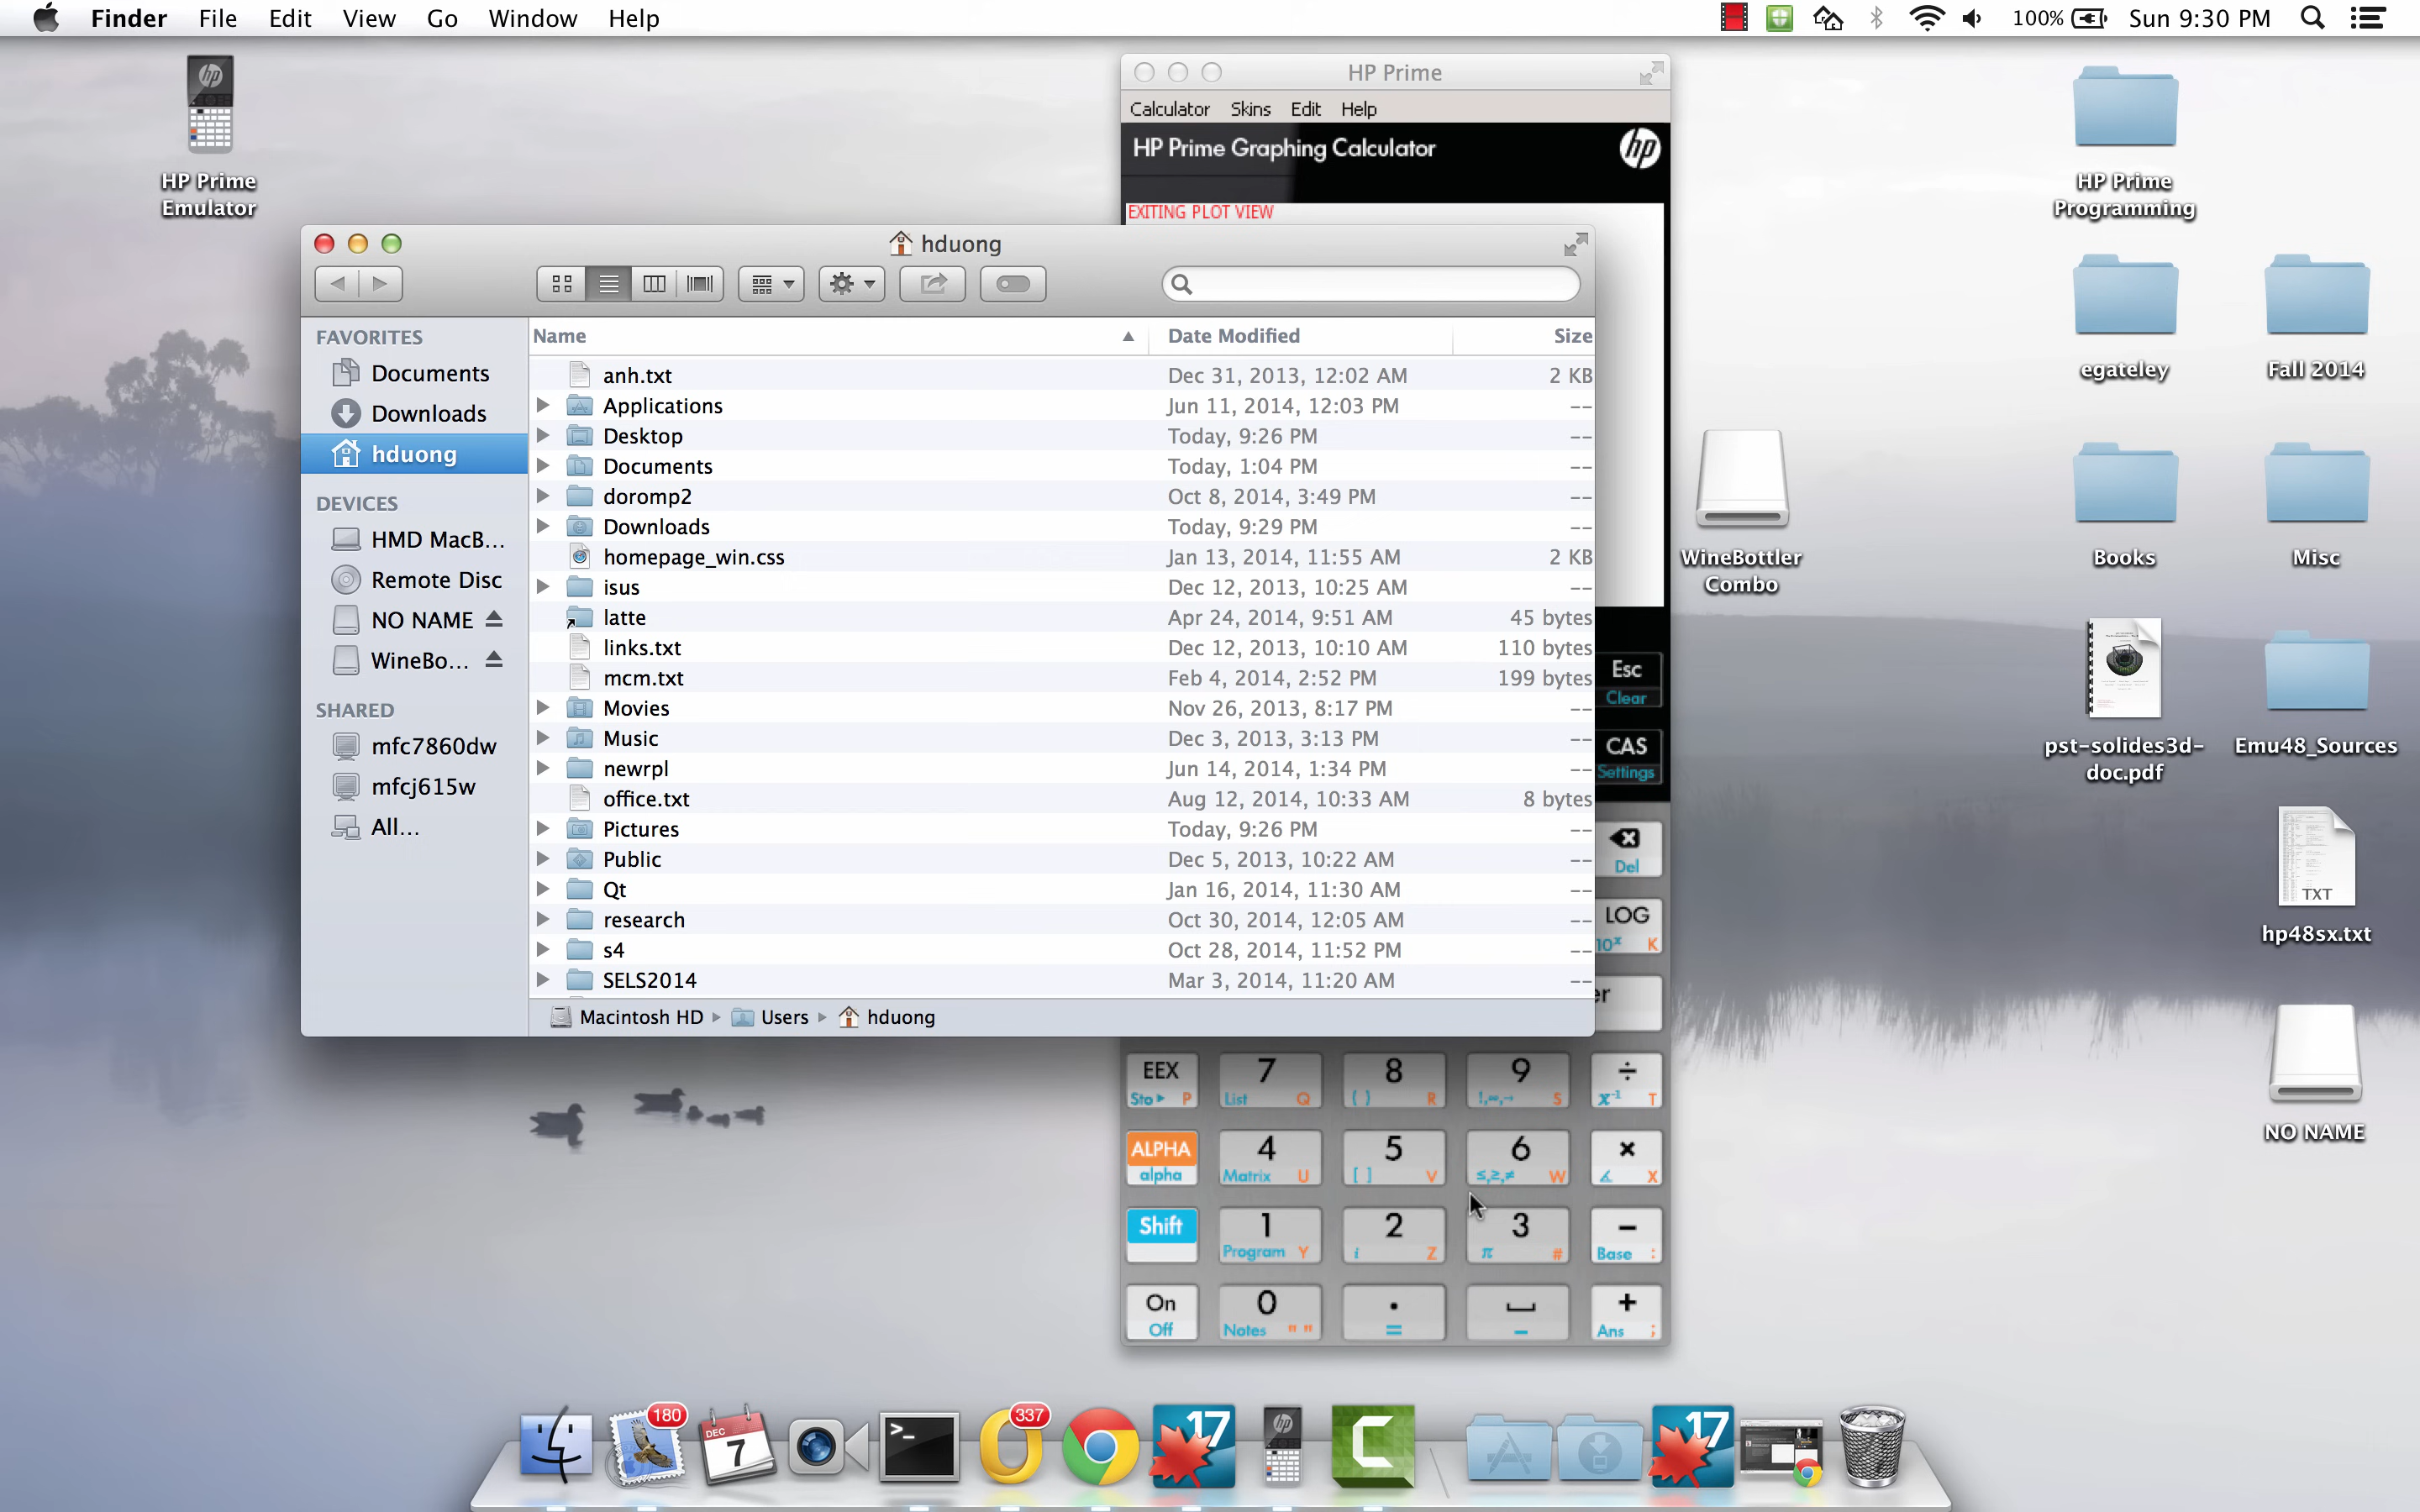 Finder File Edit View Go Window Help
100% Sun 9:30 PM
HP Prime
Emulator
HP Prime
Calculator Skins Edit Help
HP Prime Graphing Calculator
hp
EXITING PLOT VIEW
hduong
FAVORITES
Documents
Downloads
hduong
DEVICES
HMD MacB...
Remote Disc
NO NAME
WineBo...
SHARED
mfc7860dw
mfcj615w
All...
Name Date Modified Size
anh.txt Dec 31, 2013, 12:02 AM 2 KB
Applications Jun 11, 2014, 12:03 PM --
Desktop Today, 9:26 PM --
Documents Today, 1:04 PM --
doromp2 Oct 8, 2014, 3:49 PM --
Downloads Today, 9:29 PM --
homepage_win.css Jan 13, 2014, 11:55 AM 2 KB
isus Dec 12, 2013, 10:25 AM --
latte Apr 24, 2014, 9:51 AM 45 bytes
links.txt Dec 12, 2013, 10:10 AM 110 bytes
mcm.txt Feb 4, 2014, 2:52 PM 199 bytes
Movies Nov 26, 2013, 8:17 PM --
Music Dec 3, 2013, 3:13 PM --
newrpl Jun 14, 2014, 1:34 PM --
office.txt Aug 12, 2014, 10:33 AM 8 bytes
Pictures Today, 9:26 PM --
Public Dec 5, 2013, 10:22 AM --
Qt Jan 16, 2014, 11:30 AM --
research Oct 30, 2014, 12:05 AM --
s4 Oct 28, 2014, 11:52 PM --
SELS2014 Mar 3, 2014, 11:20 AM --
Macintosh HD Users hduong
Esc
Clear
CAS
Settings
Del
LOG
10ˣ K
er
EEX 7 8 9 ÷
Sto ▸ P List Q ( ) R !,∞,→ S x⁻¹ T
ALPHA 4 5 6 ×
alpha Matrix U [ ] V ≤,≥,≠ W ∡ X
Shift 1 2 3 −
Program Y i Z π # Base :
On 0 . ⎵ +
Off Notes " " = _ Ans ;
WineBottler
Combo
HP Prime
Programming
egateley
Fall 2014
Books
Misc
pst-solides3d-
doc.pdf
Emu48_Sources
TXT
hp48sx.txt
NO NAME
180
DEC
7
>_
337
17
hp
C
17